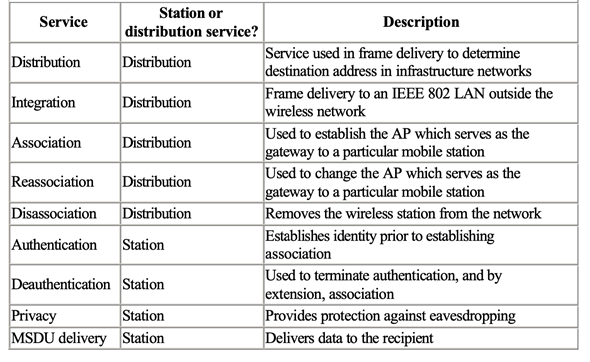 Service
Station or
distribution service?
Description
Distribution
Distribution
Service used in frame delivery to determine
destination address in infrastructure networks
Integration
Distribution
Frame delivery to an IEEE 802 LAN outside the
wireless network
Association
Distribution
Used to establish the AP which serves as the
gateway to a particular mobile station
Reassociation
Distribution
Used to change the AP which serves as the
gateway to a particular mobile station
Disassociation
Distribution
Removes the wireless station from the network
Authentication
Station
Establishes identity prior to establishing
association
Deauthentication
Station
Used to terminate authentication, and by
extension, association
Privacy
Station
Provides protection against eavesdropping
MSDU delivery
Station
Delivers data to the recipient